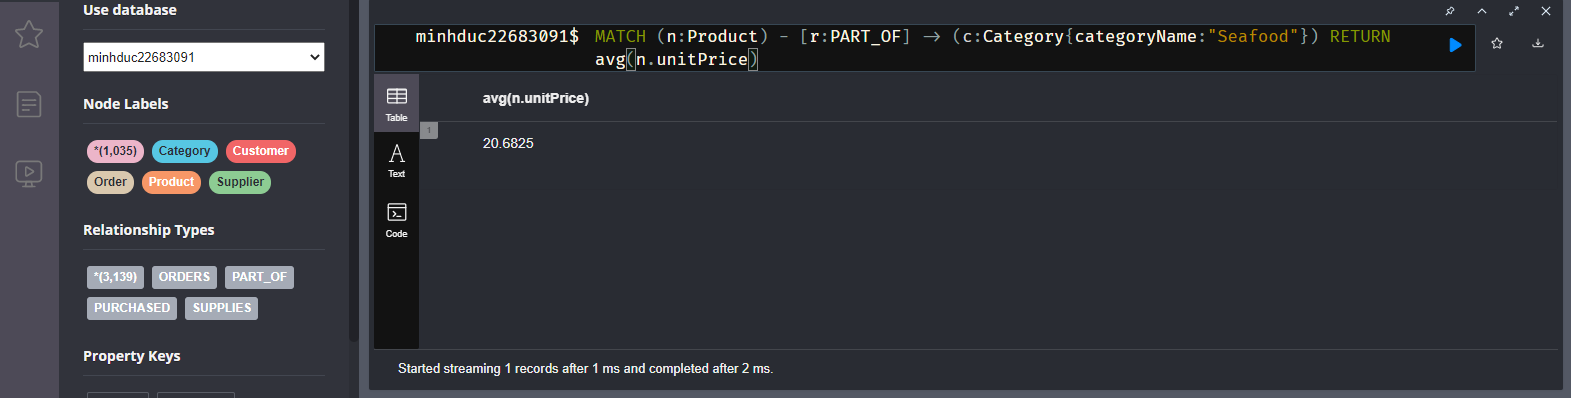 Use database
minhduc22683091
Node Labels
*(1,035) Category Customer
Order Product Supplier
Relationship Types
*(3,139) ORDERS PART_OF
PURCHASED SUPPLIES
Property Keys
minhduc22683091$ MATCH (n:Product) - [r:PART_OF] → (c:Category{categoryName:"Seafood"}) RETURN
avg(n.unitPrice)
Table
Text
Code
avg(n.unitPrice)
1
20.6825
Started streaming 1 records after 1 ms and completed after 2 ms.